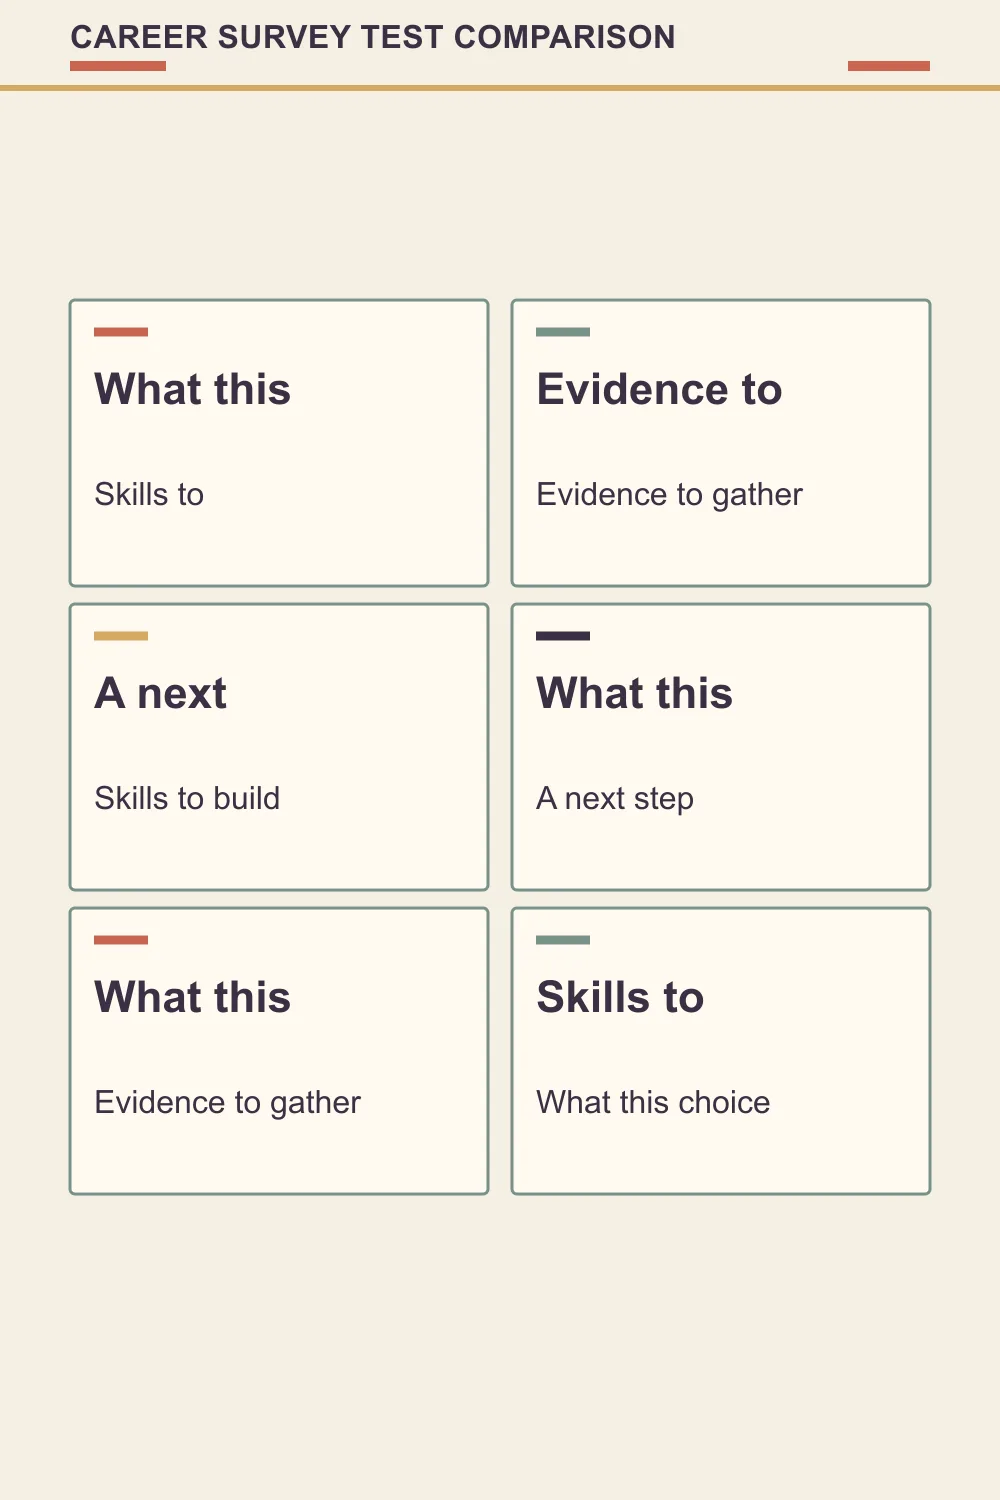 CAREER SURVEY TEST COMPARISON
What this
Skills to
Evidence to
Evidence to gather
A next
Skills to build
What this
A next step
What this
Evidence to gather
Skills to
What this choice